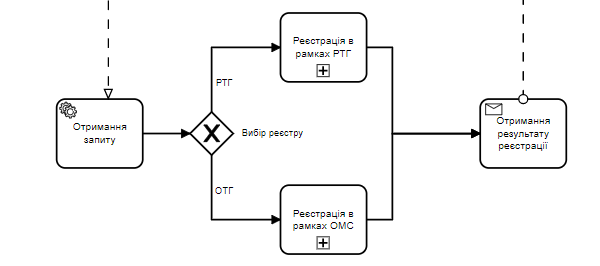 Реєстрація в
рамках РТГ
РТГ
Отримання
запиту
Вибір реєстру
Отримання
результату
реєстрації
ОТГ
Реєстрація в
рамках ОМС